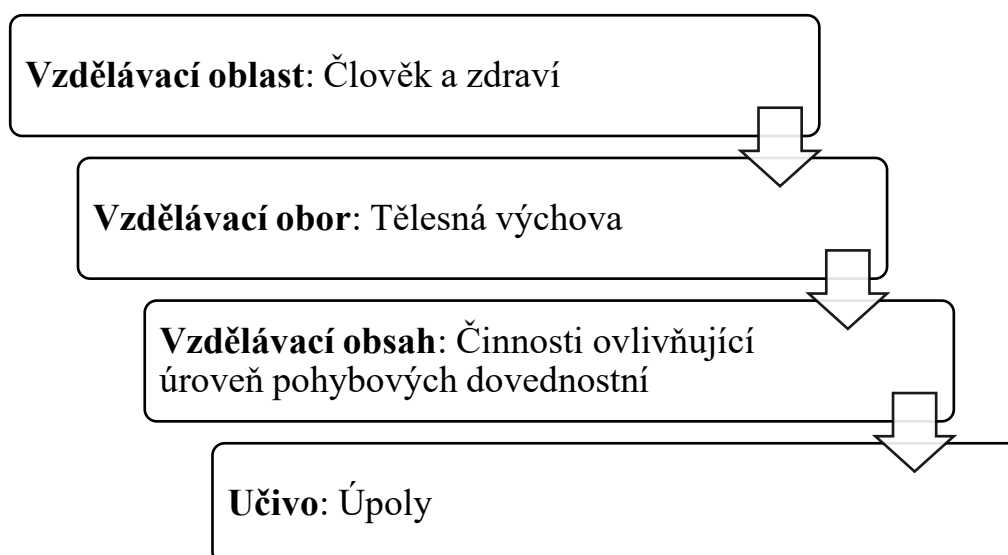 Vzdělávací oblast: Člověk a zdraví
Vzdělávací obor: Tělesná výchova
Vzdělávací obsah: Činnosti ovlivňující
úroveň pohybových dovednostní
Učivo: Úpoly